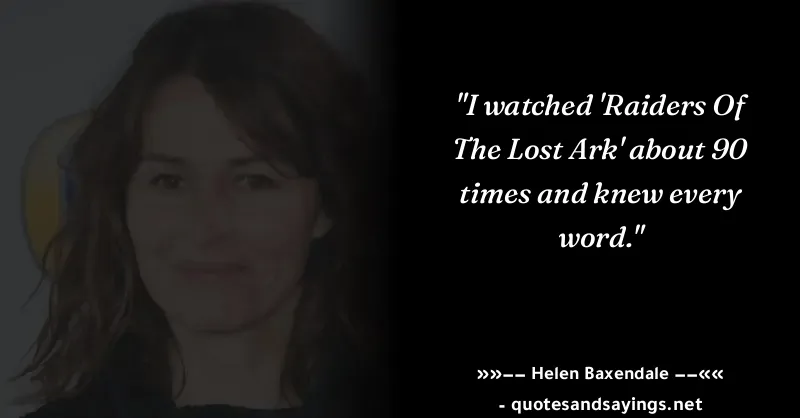 "I watched 'Raiders Of
The Lost Ark' about 90
times and knew every
word."
»»–– Helen Baxendale ––««
- quotesandsayings.net